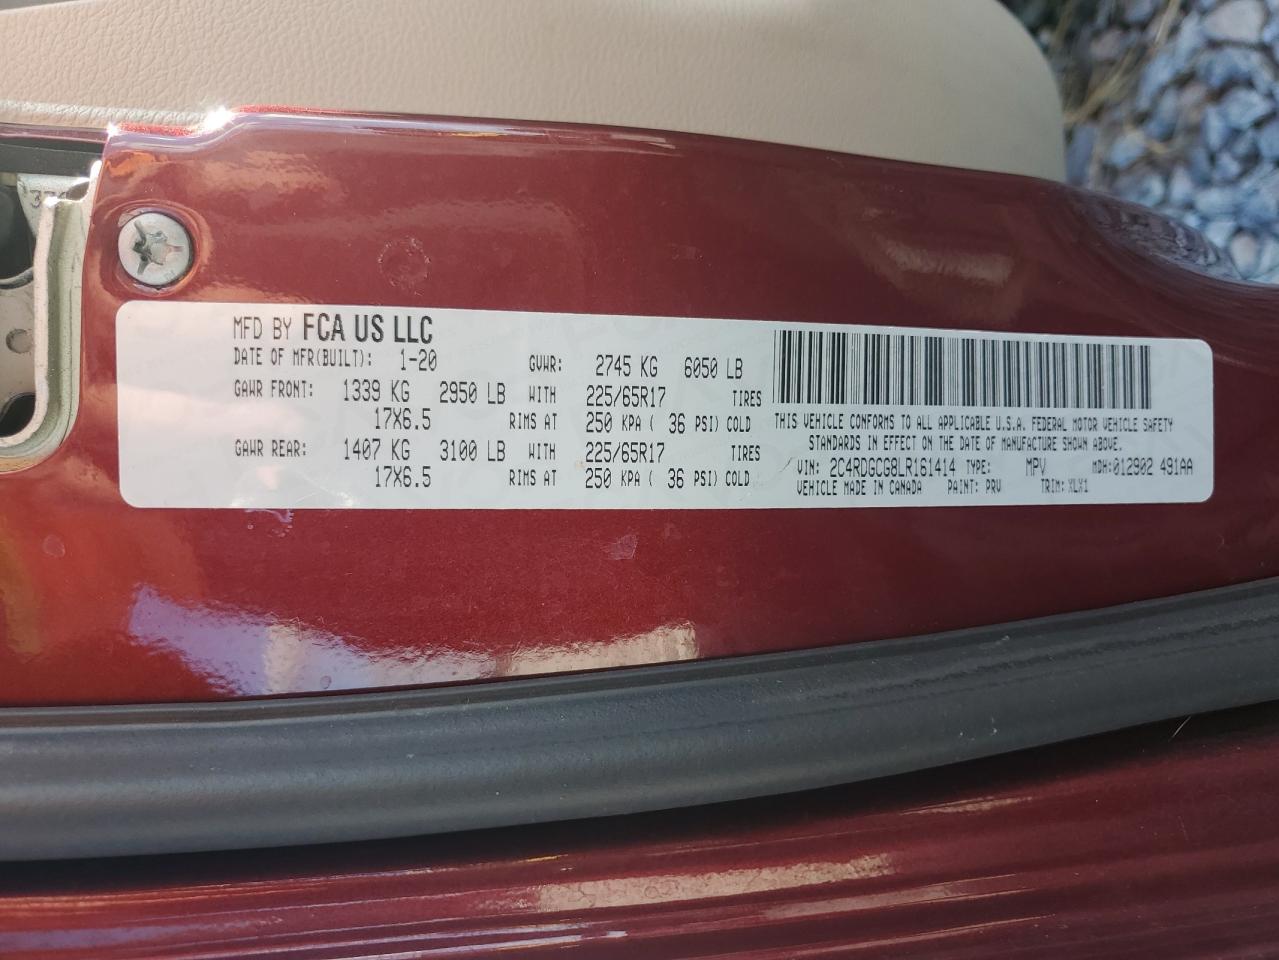 MFD BY FCA US LLC
DATE OF MFR(BUILT): 1-20 GVWR: 2745 KG 6050 LB
GAWR FRONT: 1339 KG 2950 LB WITH 225/65R17 TIRES
17X6.5 RIMS AT 250 KPA ( 36 PSI) COLD
GAWR REAR: 1407 KG 3100 LB WITH 225/65R17 TIRES
17X6.5 RIMS AT 250 KPA ( 36 PSI) COLD
THIS VEHICLE CONFORMS TO ALL APPLICABLE U.S.A. FEDERAL MOTOR VEHICLE SAFETY
STANDARDS IN EFFECT ON THE DATE OF MANUFACTURE SHOWN ABOVE.
VIN: 2C4RDGCG8LR161414 TYPE: MPV MDH:012902 491AA
VEHICLE MADE IN CANADA PAINT: PRV TRIM: XLX1